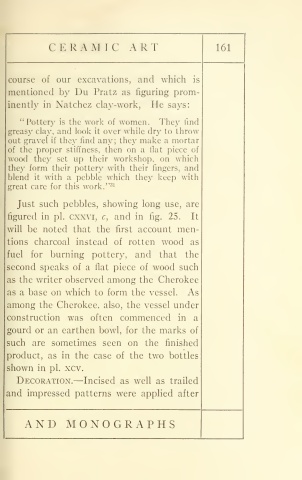 CERAMIC ART 161
course of our excavations, and which is
mentioned by Du Pratz as figuring prom-
inently in Natchez clay-work, He says:
"Pottery is the work of women. They find
greasy clay, and look it over while dry to throw
out gravel if they find any; they make a mortar
of the proper stiffness, then on a flat piece of
wood they set up their workshop, on which
they form their pottery with their fingers, and
blend it with a pebble which they keep with
great care for this work."
Just such pebbles, showing long use, are
figured in pl. CXXVI, c, and in fig. 25. It
will be noted that the first account men-
tions charcoal instead of rotten wood as
fuel for burning pottery, and that the
second speaks of a flat piece of wood such
as the writer observed among the Cherokee
as a base on which to form the vessel. As
among the Cherokee, also, the vessel under
construction was often commenced in a
gourd or an earthen bowl, for the marks of
such are sometimes seen on the finished
product, as in the case of the two bottles
shown in pl. XCV.
DECORATION.—Incised as well as trailed
and impressed patterns were applied after
AND MONOGRAPHS